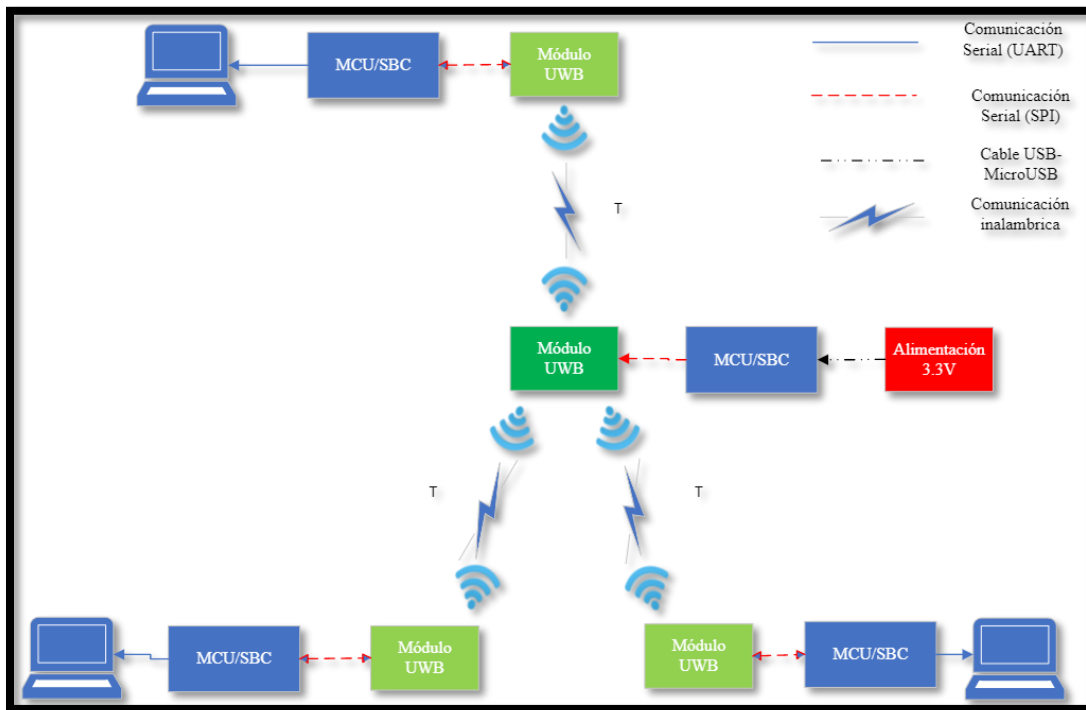 MCU/SBC
Módulo
UWB
Comunicación
Serial (UART)
Comunicación
Serial (SPI)
Cable USB-
MicroUSB
Comunicación
inalambrica
T
Módulo
UWB
MCU/SBC
Alimentación
3.3V
T
T
MCU/SBC
Módulo
UWB
Módulo
UWB
MCU/SBC